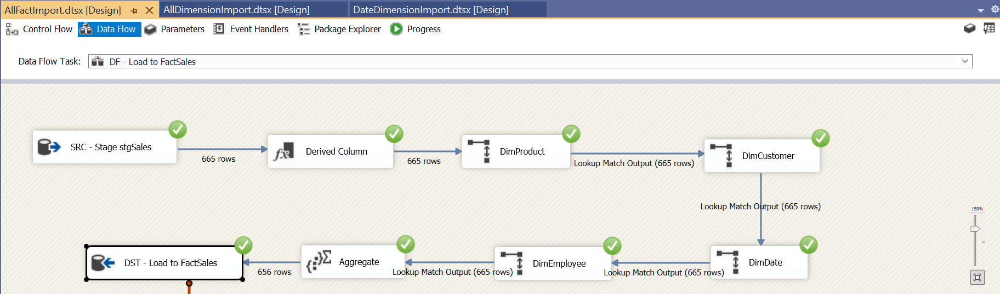 AllFactImport.dtsx [Design]
AllDimensionImport.dtsx [Design]
DateDimensionImport.dtsx [Design]
Control Flow
Data Flow
Parameters
Event Handlers
Package Explorer
Progress
Data Flow Task:
DF - Load to FactSales
SRC - Stage stgSales
665 rows
Derived Column
665 rows
DimProduct
Lookup Match Output (665 rows)
DimCustomer
Lookup Match Output (665 rows)
150%
DST - Load to FactSales
656 rows
Aggregate
Lookup Match Output (665 rows)
DimEmployee
Lookup Match Output (665 rows)
DimDate